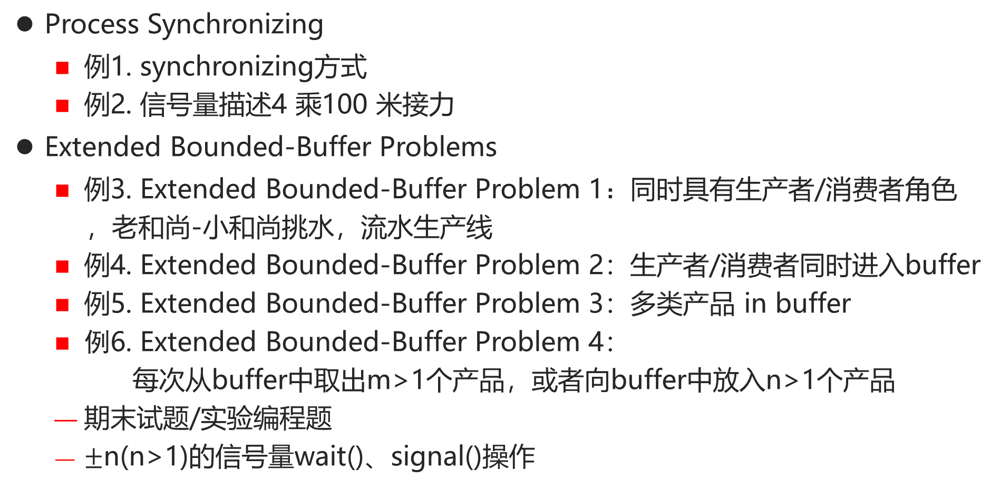 ● Process Synchronizing
■ 例1. synchronizing方式
■ 例2. 信号量描述4 乘100 米接力
● Extended Bounded-Buffer Problems
■ 例3. Extended Bounded-Buffer Problem 1：同时具有生产者/消费者角色
，老和尚-小和尚挑水，流水生产线
■ 例4. Extended Bounded-Buffer Problem 2：生产者/消费者同时进入buffer
■ 例5. Extended Bounded-Buffer Problem 3：多类产品 in buffer
■ 例6. Extended Bounded-Buffer Problem 4：
每次从buffer中取出m>1个产品，或者向buffer中放入n>1个产品
— 期末试题/实验编程题
— ±n(n>1)的信号量wait()、signal()操作